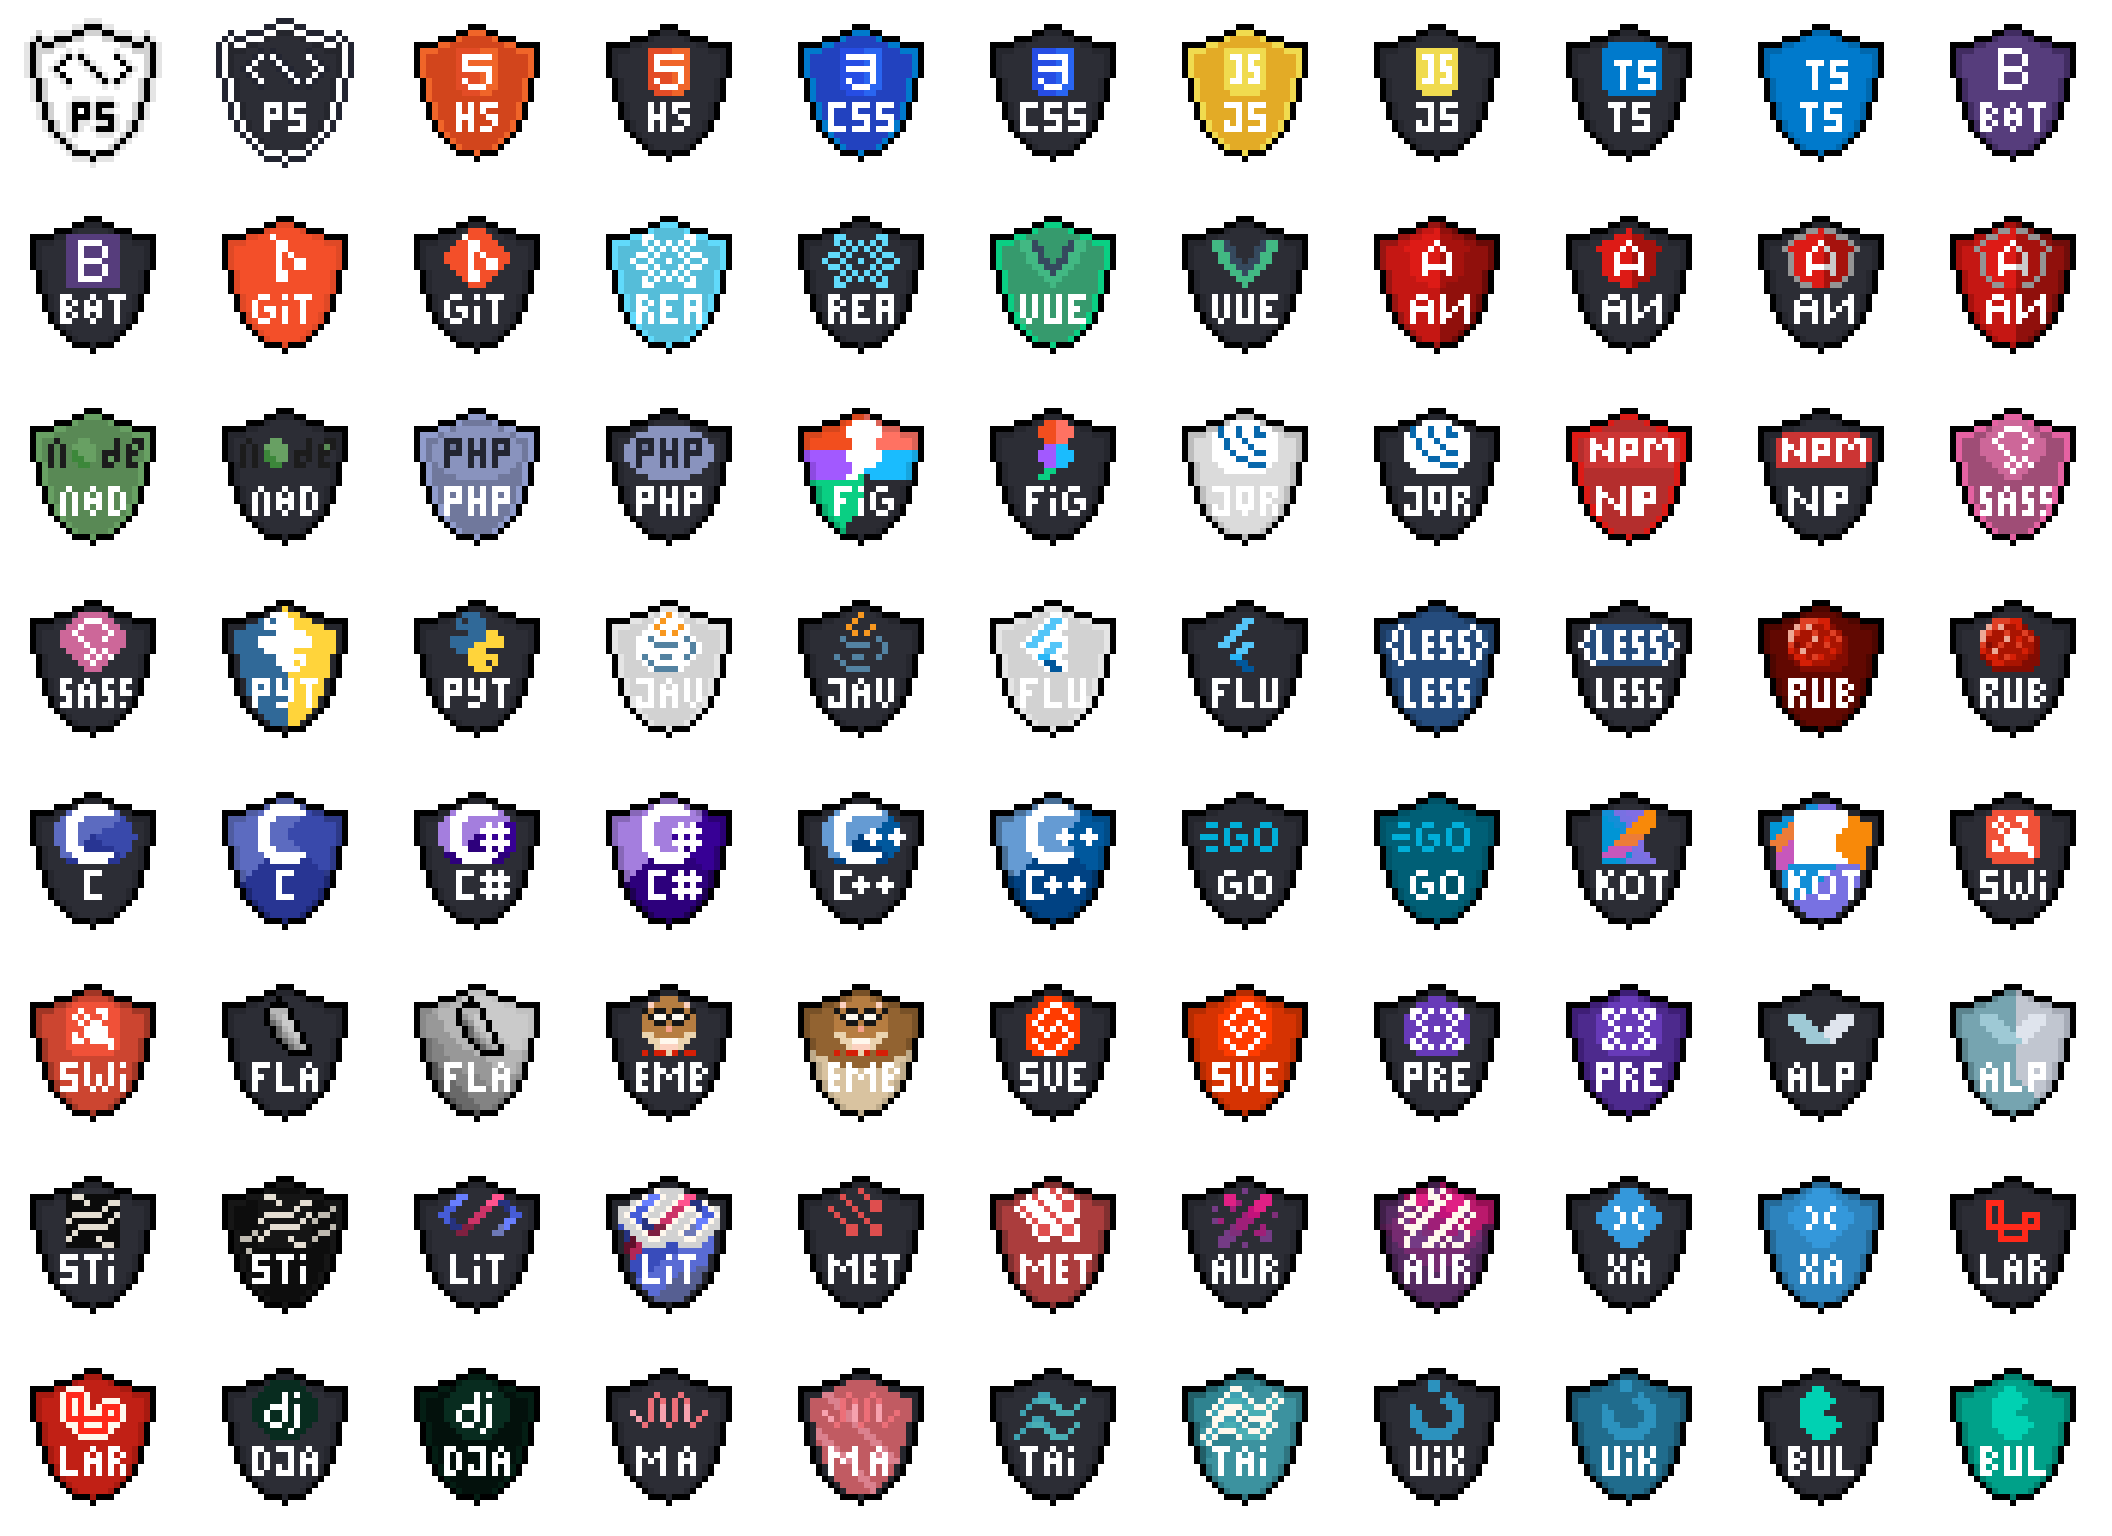 5 5 3 3 JS JS TS TS B
PS PS HS HS CSS CSS JS JS TS TS BOT
B A A A A
BOT GiT GiT REA REA VUE VUE AN AN AN AN
node node PHP PHP NPM NPM
NOD NOD PHP PHP FiG FiG JQR JQR NP NP SASS
{LESS} {LESS}
SASS PYT PYT JAV JAV FLU FLU LESS LESS RUB RUB
C C C# C# C++ C++ GO GO
C C C# C# C++ C++ GO GO KOT KOT SWi
SWi FLA FLA EMB EMB SVE SVE PRE PRE ALP ALP
STi STi LiT LiT MET MET AUR AUR XA XA LAR
dj dj
LAR DJA DJA MA MA TAi TAi UiK UiK BUL BUL